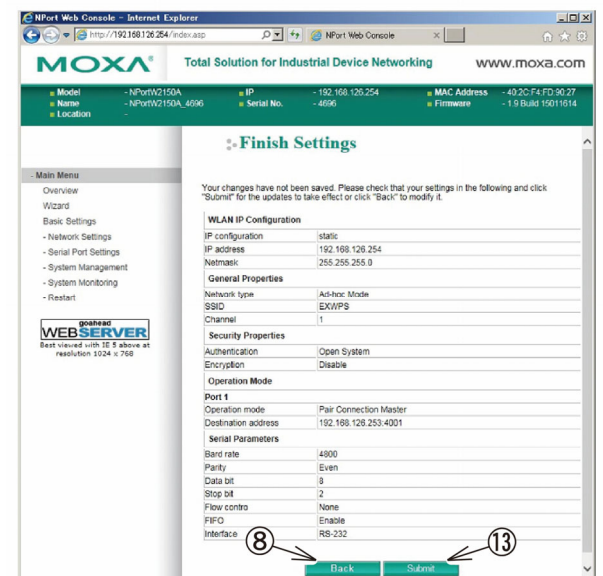 NPort Web Console - Internet Explorer
http://192.168.126.254/index.asp
NPort Web Console
MOXA®
Total Solution for Industrial Device Networking
www.moxa.com
Model - NPortW2150A IP - 192.168.126.254 MAC Address - 40:2C:F4:FD:90:27
Name - NPortW2150A_4696 Serial No. - 4696 Firmware - 1.9 Build 15011614
Location -
Finish Settings
- Main Menu
Overview
Wizard
Basic Settings
- Network Settings
- Serial Port Settings
- System Management
- System Monitoring
- Restart
goahead
WEBSERVER
Best viewed with IE 5 above at
resolution 1024 x 768
Your changes have not been saved. Please check that your settings in the following and click
"Submit" for the updates to take effect or click "Back" to modify it.
WLAN IP Configuration
IP configuration static
IP address 192.168.126.254
Netmask 255.255.255.0
General Properties
Network type Ad-hoc Mode
SSID EXWPS
Channel 1
Security Properties
Authentication Open System
Encryption Disable
Operation Mode
Port 1
Operation mode Pair Connection Master
Destination address 192.168.126.253:4001
Serial Parameters
Bard rate 4800
Parity Even
Data bit 8
Stop bit 2
Flow contro None
FIFO Enable
Interface RS-232
⑧ ⑬
Back Submit